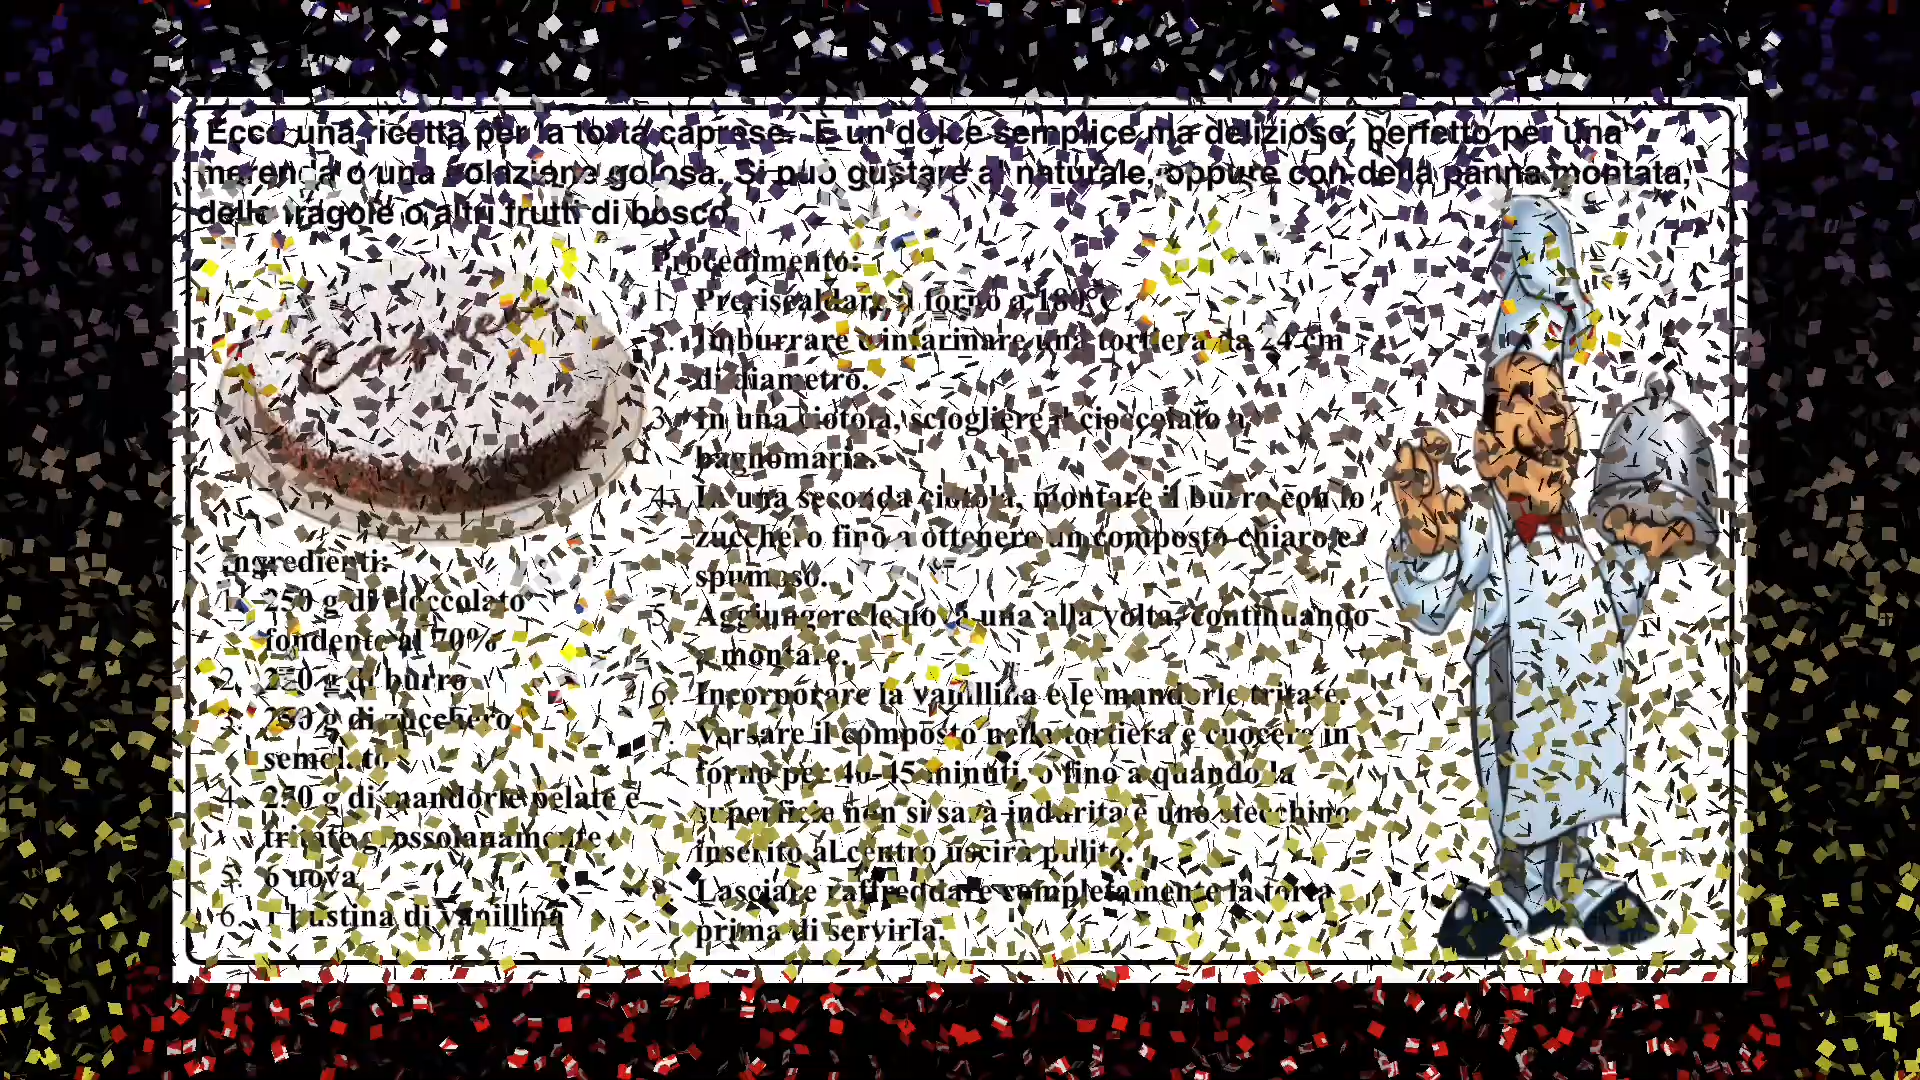 Ecco una ricetta per la torta caprese. È un dolce semplice ma delizioso, perfetto per una
merenda o una colazione golosa. Si può gustare al naturale, oppure con della panna montata,
delle fragole o altri frutti di bosco
Caprese
Ingredienti:
1. 250 g di cioccolato
fondente al 70%
2. 250 g di burro
3. 250 g di zucchero
semolato
4. 250 g di mandorle pelate e
tritate grossolanamente
5. 6 uova
6. 1 bustina di vanillina
Procedimento:
1. Preriscaldare il forno a 180°C.
2. Imburrare e infarinare una tortiera da 24 cm
di diametro.
3. In una ciotola, sciogliere il cioccolato a
bagnomaria.
4. In una seconda ciotola, montare il burro con lo
zucchero fino a ottenere un composto chiaro e
spumoso.
5. Aggiungere le uova una alla volta, continuando
a montare.
6. Incorporare la vanillina e le mandorle tritate.
7. Versare il composto nella tortiera e cuocere in
forno per 40-45 minuti, o fino a quando la
superficie non si sarà indurita e uno stecchino
inserito al centro uscirà pulito.
8. Lasciare raffreddare completamente la torta
prima di servirla.